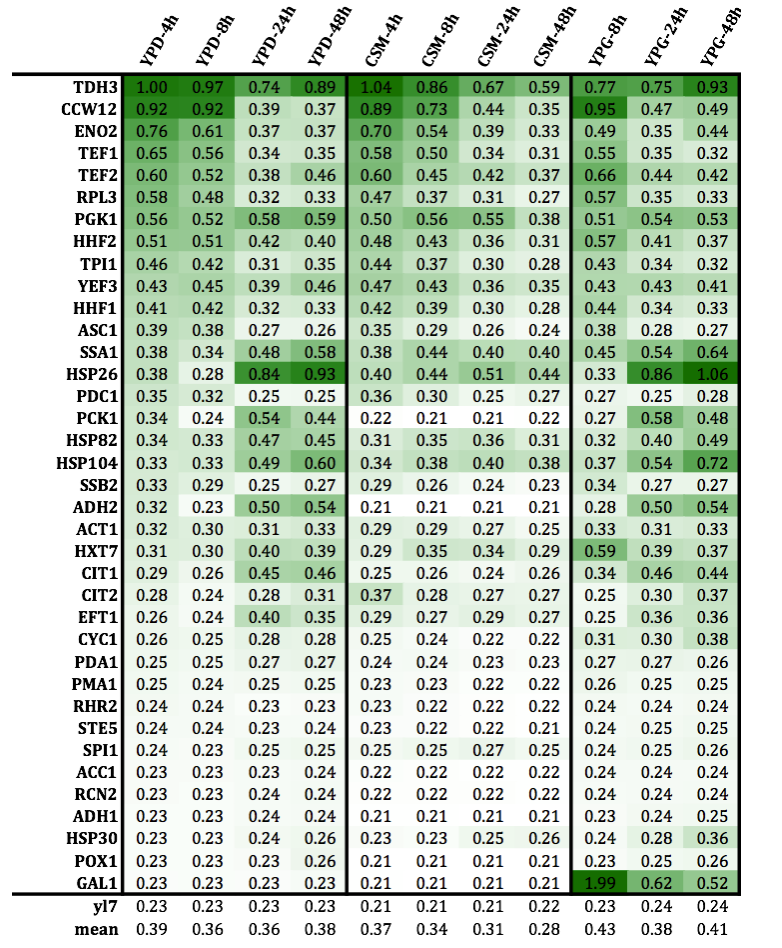 YPD-4h YPD-8h YPD-24h YPD-48h CSM-4h CSM-8h CSM-24h CSM-48h YPG-8h YPG-24h YPG-48h
TDH3 1.00 0.97 0.74 0.89 1.04 0.86 0.67 0.59 0.77 0.75 0.93
CCW12 0.92 0.92 0.39 0.37 0.89 0.73 0.44 0.35 0.95 0.47 0.49
ENO2 0.76 0.61 0.37 0.37 0.70 0.54 0.39 0.33 0.49 0.35 0.44
TEF1 0.65 0.56 0.34 0.35 0.58 0.50 0.34 0.31 0.55 0.35 0.32
TEF2 0.60 0.52 0.38 0.46 0.60 0.45 0.42 0.37 0.66 0.44 0.42
RPL3 0.58 0.48 0.32 0.33 0.47 0.37 0.31 0.27 0.57 0.35 0.33
PGK1 0.56 0.52 0.58 0.59 0.50 0.56 0.55 0.38 0.51 0.54 0.53
HHF2 0.51 0.51 0.42 0.40 0.48 0.43 0.36 0.31 0.57 0.41 0.37
TPI1 0.46 0.42 0.31 0.35 0.44 0.37 0.30 0.28 0.43 0.34 0.32
YEF3 0.43 0.45 0.39 0.46 0.47 0.43 0.36 0.35 0.43 0.43 0.41
HHF1 0.41 0.42 0.32 0.33 0.42 0.39 0.30 0.28 0.44 0.34 0.33
ASC1 0.39 0.38 0.27 0.26 0.35 0.29 0.26 0.24 0.38 0.28 0.27
SSA1 0.38 0.34 0.48 0.58 0.38 0.44 0.40 0.40 0.45 0.54 0.64
HSP26 0.38 0.28 0.84 0.93 0.40 0.44 0.51 0.44 0.33 0.86 1.06
PDC1 0.35 0.32 0.25 0.25 0.36 0.30 0.25 0.27 0.27 0.25 0.28
PCK1 0.34 0.24 0.54 0.44 0.22 0.21 0.21 0.22 0.27 0.58 0.48
HSP82 0.34 0.33 0.47 0.45 0.31 0.35 0.36 0.31 0.32 0.40 0.49
HSP104 0.33 0.33 0.49 0.60 0.34 0.38 0.40 0.38 0.37 0.54 0.72
SSB2 0.33 0.29 0.25 0.27 0.29 0.26 0.24 0.23 0.34 0.27 0.27
ADH2 0.32 0.23 0.50 0.54 0.21 0.21 0.21 0.21 0.28 0.50 0.54
ACT1 0.32 0.30 0.31 0.33 0.29 0.29 0.27 0.25 0.33 0.31 0.33
HXT7 0.31 0.30 0.40 0.39 0.29 0.35 0.34 0.29 0.59 0.39 0.37
CIT1 0.29 0.26 0.45 0.46 0.25 0.26 0.24 0.26 0.34 0.46 0.44
CIT2 0.28 0.24 0.28 0.31 0.37 0.28 0.27 0.27 0.25 0.30 0.37
EFT1 0.26 0.24 0.40 0.35 0.29 0.27 0.29 0.27 0.25 0.36 0.36
CYC1 0.26 0.25 0.28 0.28 0.25 0.24 0.22 0.22 0.31 0.30 0.38
PDA1 0.25 0.25 0.27 0.27 0.24 0.24 0.23 0.23 0.27 0.27 0.26
PMA1 0.25 0.24 0.25 0.25 0.23 0.23 0.22 0.22 0.26 0.25 0.25
RHR2 0.24 0.24 0.23 0.23 0.23 0.22 0.22 0.22 0.24 0.24 0.24
STE5 0.24 0.24 0.23 0.24 0.23 0.22 0.22 0.21 0.24 0.25 0.25
SPI1 0.24 0.23 0.25 0.25 0.25 0.25 0.27 0.25 0.24 0.25 0.26
ACC1 0.23 0.23 0.23 0.24 0.22 0.22 0.22 0.22 0.24 0.24 0.24
RCN2 0.23 0.23 0.24 0.24 0.22 0.22 0.22 0.22 0.24 0.24 0.24
ADH1 0.23 0.23 0.24 0.24 0.21 0.21 0.21 0.21 0.23 0.24 0.25
HSP30 0.23 0.23 0.24 0.26 0.23 0.23 0.25 0.26 0.24 0.28 0.36
POX1 0.23 0.23 0.23 0.26 0.21 0.21 0.21 0.21 0.23 0.25 0.26
GAL1 0.23 0.23 0.23 0.23 0.21 0.21 0.21 0.21 1.99 0.62 0.52
yl7 0.23 0.23 0.23 0.23 0.21 0.21 0.21 0.22 0.23 0.24 0.24
mean 0.39 0.36 0.36 0.38 0.37 0.34 0.31 0.28 0.43 0.38 0.41